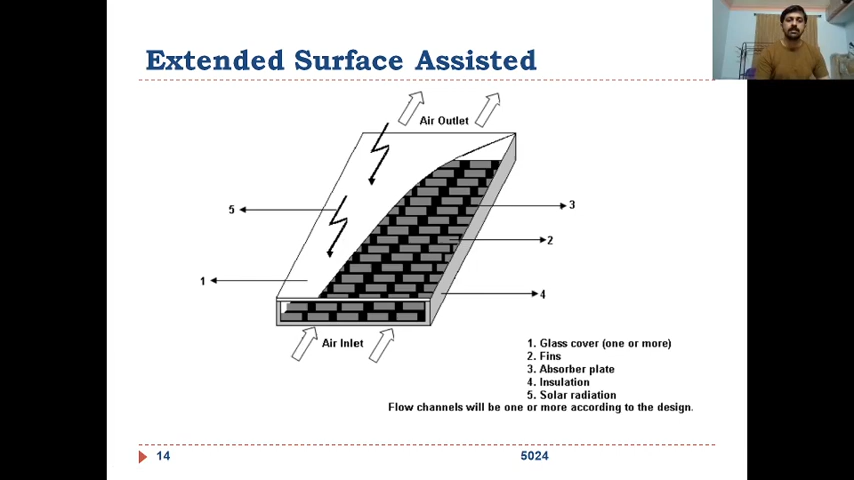 Extended Surface Assisted
Air Outlet
5
3
2
1
4
Air Inlet
1. Glass cover (one or more)
2. Fins
3. Absorber plate
4. Insulation
5. Solar radiation
Flow channels will be one or more according to the design.
14
5024